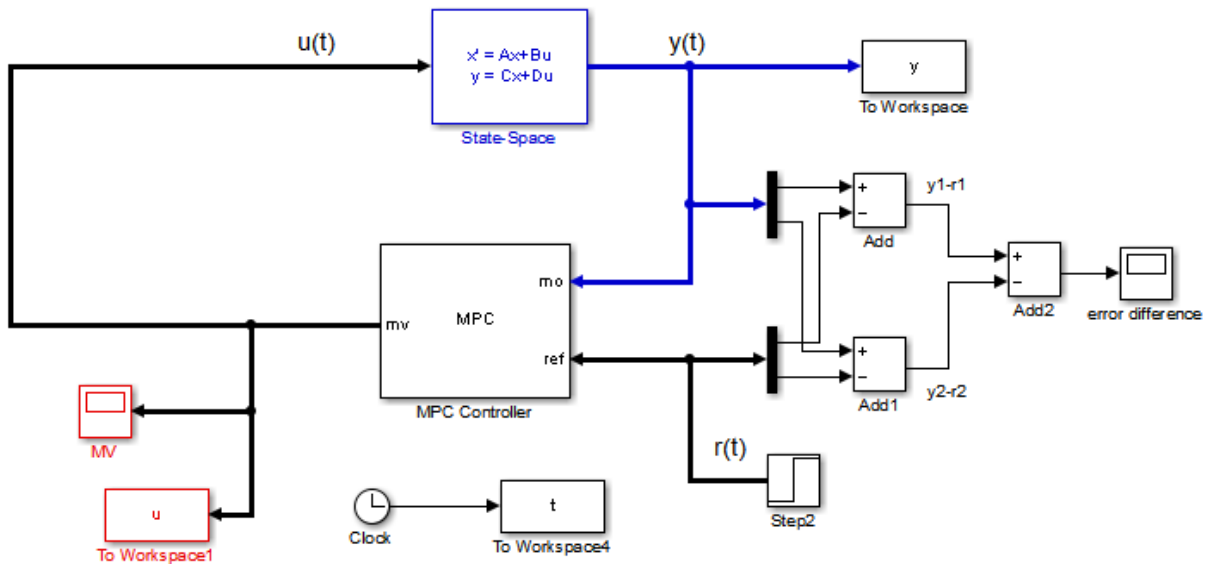 u(t)
x' = Ax+Bu
y = Cx+Du
State-Space
y(t)
y
To Workspace
+
−
Add
y1-r1
+
−
Add2
error difference
mo
MPC
mv
ref
MPC Controller
+
−
Add1
y2-r2
MV
r(t)
Step2
u
To Workspace1
Clock
t
To Workspace4